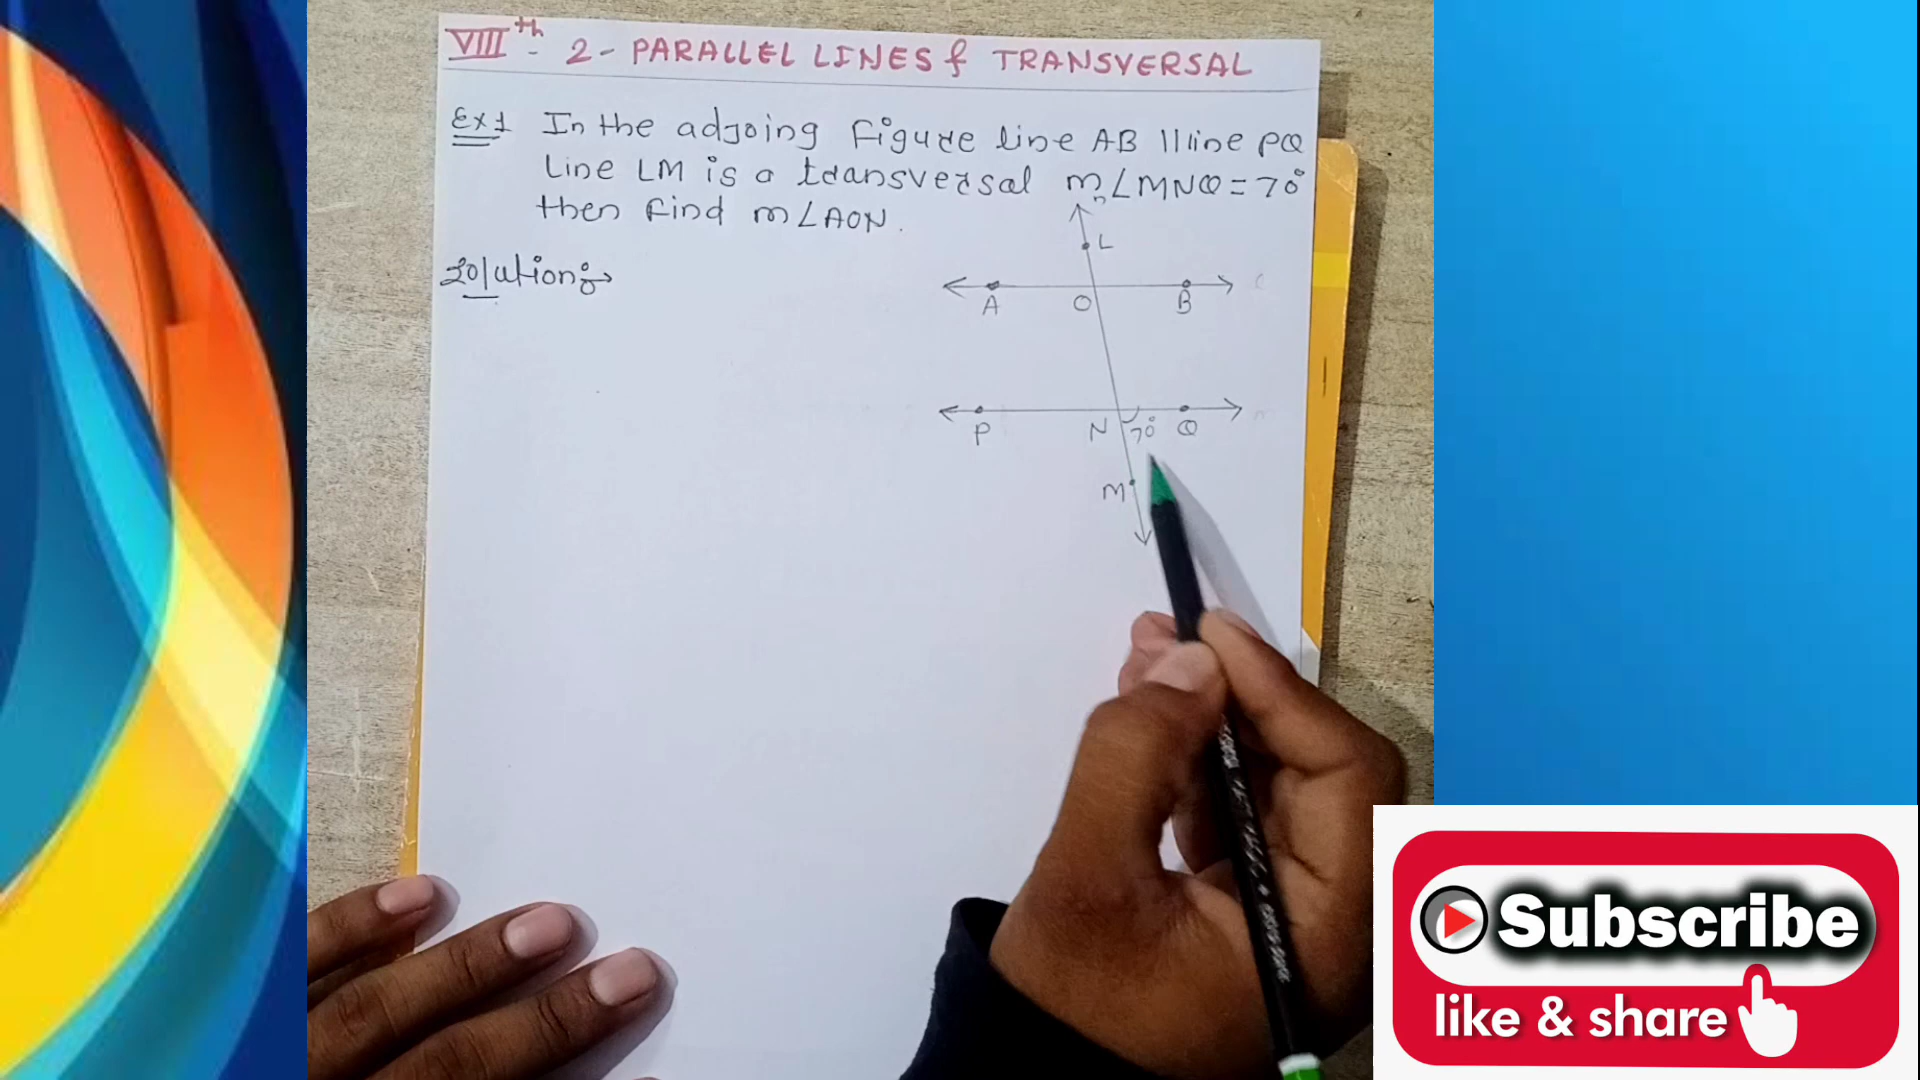 VIIIth - 2 - PARALLEL LINES & TRANSVERSAL
Ex 1 In the adjoing figure line AB || line PQ
Line LM is a transversal m∠MNQ = 70°
then find m∠AON.
Solution:→
n
L
A
O
B
P
N
70°
Q
M
Subscribe
like & share